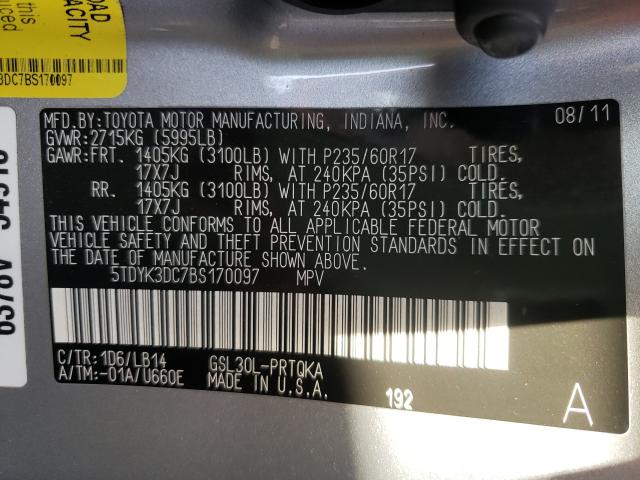 OAD
APACITY
this
uced
3DC7BS170097
MFD.BY:TOYOTA MOTOR MANUFACTURING, INDIANA, INC. 08/11
GVWR:2715KG (5995LB)
GAWR:FRT. 1405KG (3100LB) WITH P235/60R17 TIRES,
17X7J RIMS, AT 240KPA (35PSI) COLD.
RR. 1405KG (3100LB) WITH P235/60R17 TIRES,
17X7J RIMS, AT 240KPA (35PSI) COLD.
THIS VEHICLE CONFORMS TO ALL APPLICABLE FEDERAL MOTOR
VEHICLE SAFETY AND THEFT PREVENTION STANDARDS IN EFFECT ON
THE DATE OF MANUFACTURE SHOWN ABOVE.
5TDYK3DC7BS170097 MPV
C/TR:1D6/LB14 GSL30L-PRTQKA
A/TM:-01A/U660E MADE IN U.S.A.
192 A